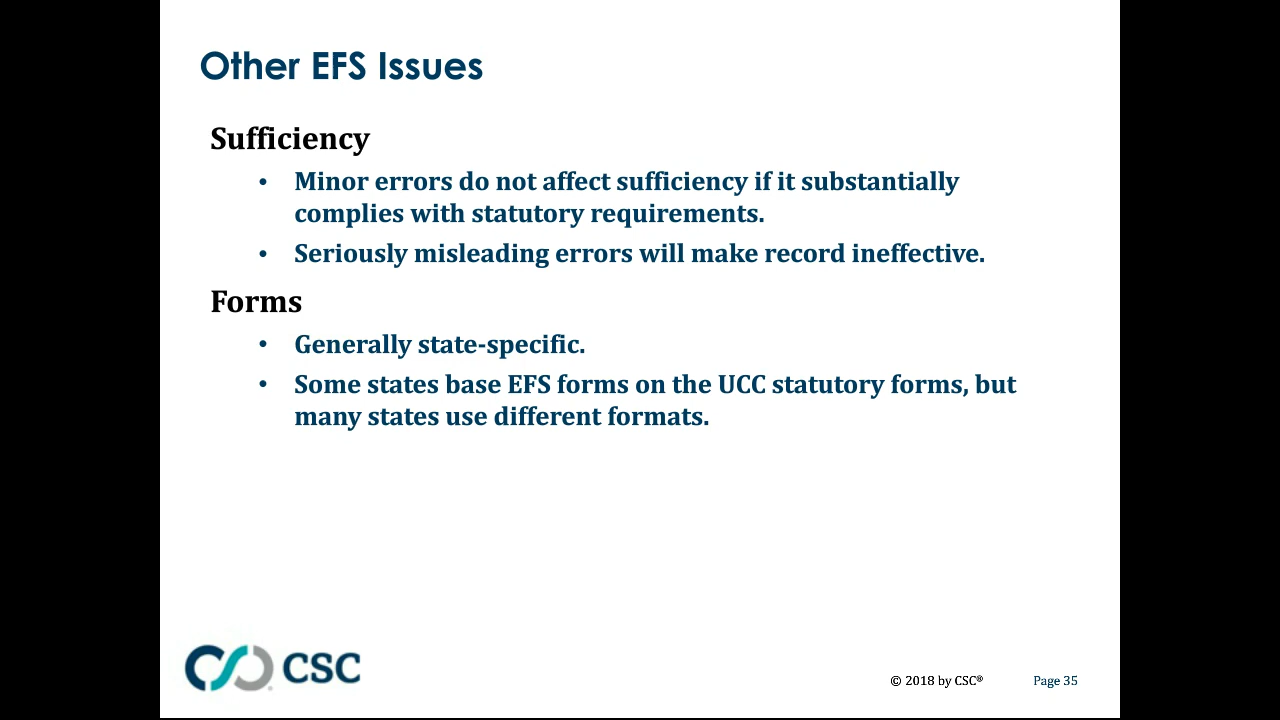 Other EFS Issues
Sufficiency
• Minor errors do not affect sufficiency if it substantially
complies with statutory requirements.
• Seriously misleading errors will make record ineffective.
Forms
• Generally state-specific.
• Some states base EFS forms on the UCC statutory forms, but
many states use different formats.
CSC
© 2018 by CSC® Page 35